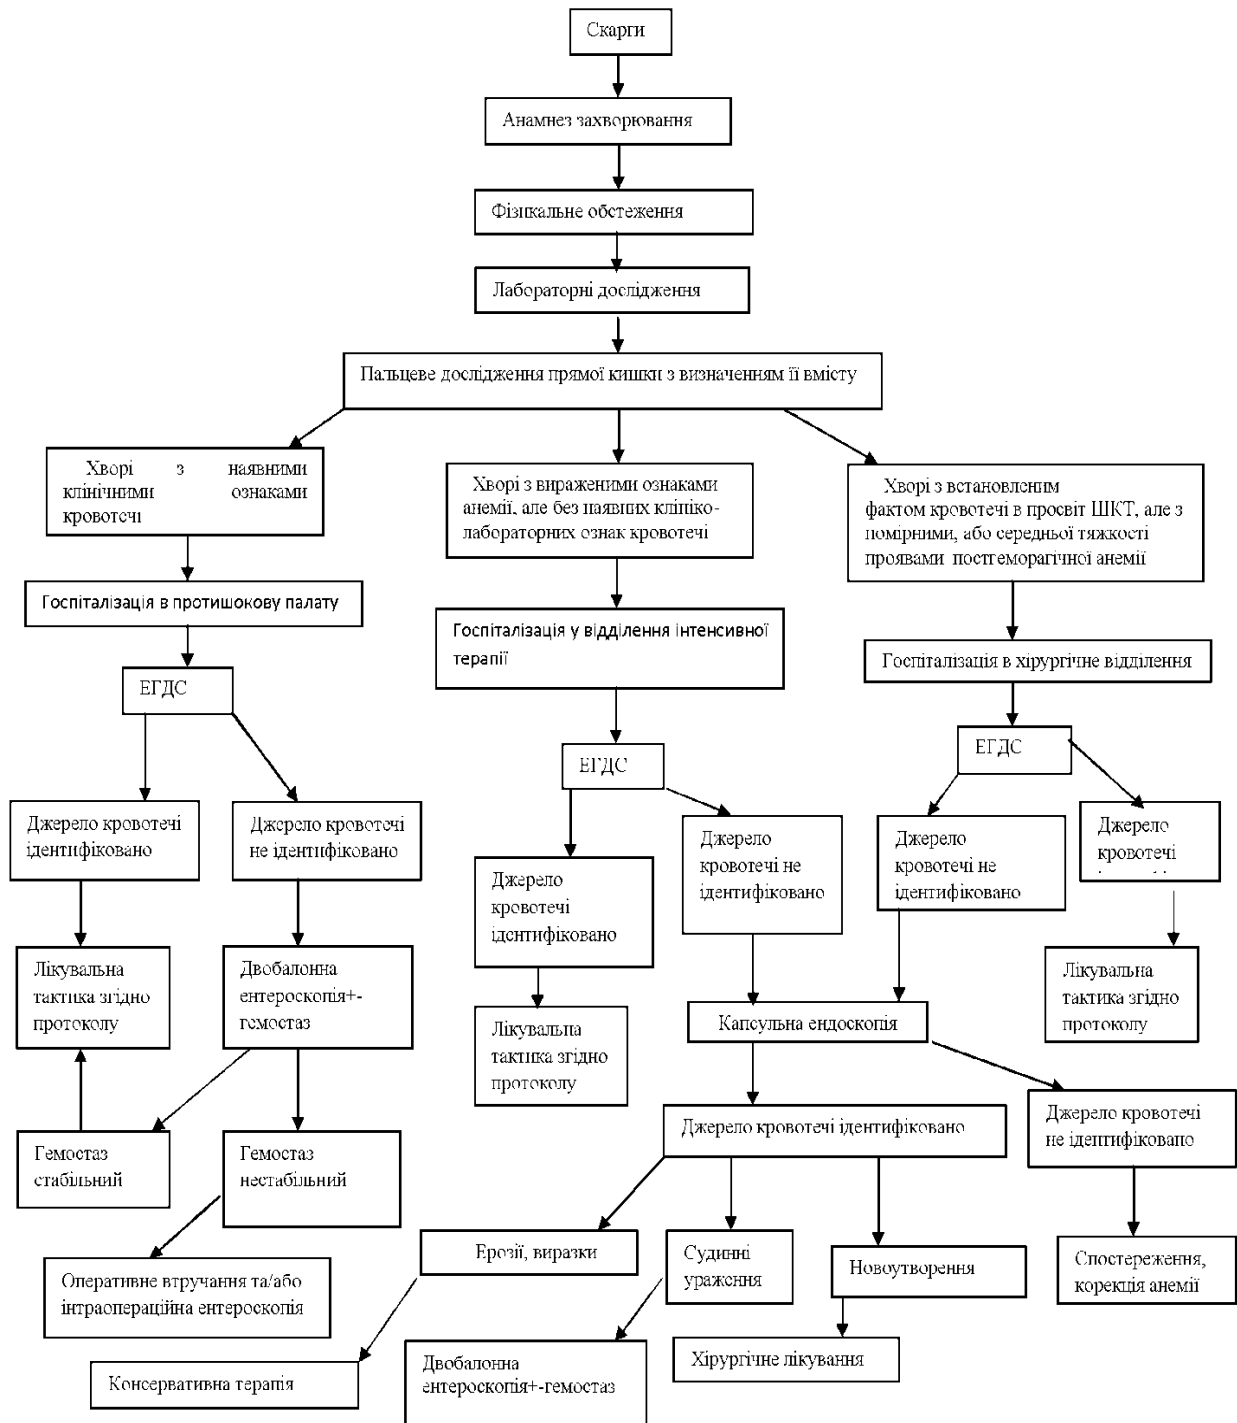 Скарги
Анамнез захворювання
Фізикальне обстеження
Лабораторні дослідження
Пальцеве дослідження прямої кишки з визначенням її вмісту
Хворі з наявними
клінічними ознаками
кровотечі
Хворі з вираженими ознаками
анемії, але без наявних клініко-
лабораторних ознак кровотечі
Хворі з встановленим
фактом кровотечі в просвіт ШКТ, але з
помірними, або середньої тяжкості
проявами постгеморагічної анемії
Госпіталізація в протишокову палату
Госпіталізація у відділення інтенсивної
терапії
Госпіталізація в хірургічне відділення
ЕГДС
ЕГДС
ЕГДС
Джерело кровотечі
ідентифіковано
Джерело кровотечі
не ідентифіковано
Джерело
кровотечі
ідентифіковано
Джерело
кровотечі не
ідентифіковано
Джерело
кровотечі не
ідентифіковано
Джерело
кровотечі
Лікувальна
тактика згідно
протоколу
Двобалонна
ентероскопія+-
гемостаз
Лікувальна
тактика згідно
протоколу
Капсульна ендоскопія
Лікувальна
тактика згідно
протоколу
Гемостаз
стабільний
Гемостаз
нестабільний
Джерело кровотечі ідентифіковано
Джерело кровотечі
не ідентифіковано
Оперативне втручання та/або
інтраопераційна ентероскопія
Ерозії, виразки
Судинні
ураження
Новоутворення
Спостереження,
корекція анемії
Консервативна терапія
Двобалонна
ентероскопія+-гемостаз
Хірургічне лікування